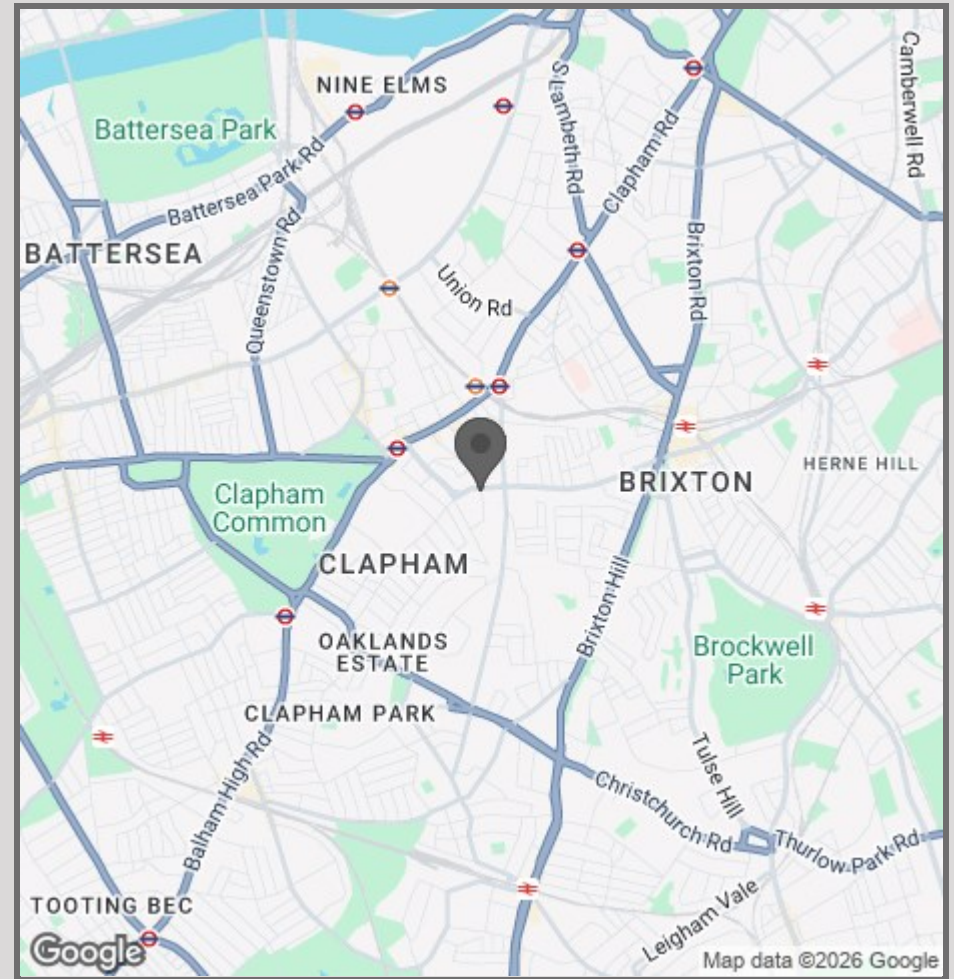 NINE ELMS
Camberwell Rd
Battersea Park
S Lambeth Rd
Clapham Rd
Battersea Park Rd
BATTERSEA
Queenstown Rd
Union Rd
Brixton Rd
HERNE HILL
BRIXTON
Clapham
Common
CLAPHAM
Brixton Hill
OAKLANDS
ESTATE
Brockwell
Park
CLAPHAM PARK
Balham High Rd
Tulse Hill
Christchurch Rd
Thurlow Park Rd
TOOTING BEC
Leigham Vale
Google
Map data ©2026 Google